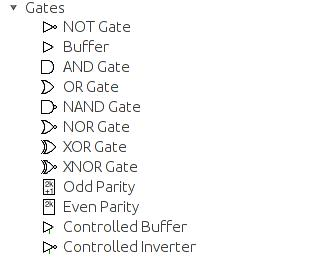 Gates
NOT Gate
Buffer
AND Gate
OR Gate
NAND Gate
NOR Gate
XOR Gate
XNOR Gate
Odd Parity
Even Parity
Controlled Buffer
Controlled Inverter